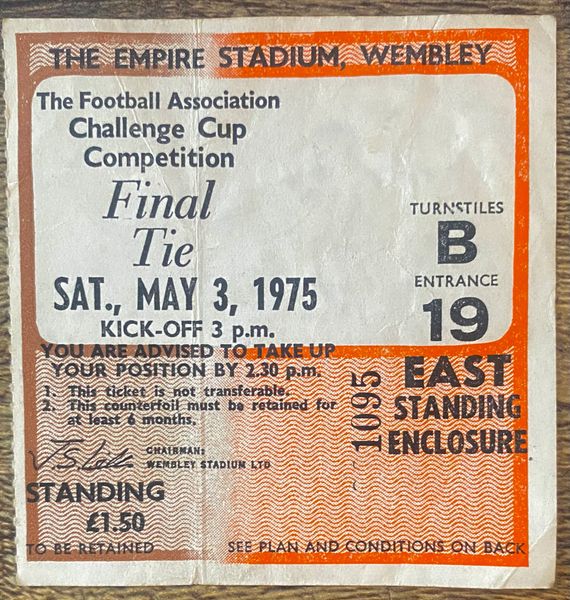 THE EMPIRE STADIUM, WEMBLEY
The Football Association
Challenge Cup
Competition
Final
Tie
SAT., MAY 3, 1975
KICK-OFF 3 p.m.
TURNSTILES
B
ENTRANCE
19
YOU ARE ADVISED TO TAKE UP
YOUR POSITION BY 2.30 p.m.
1. This ticket is not transferable.
2. This counterfoil must be retained for
at least 6 months.
CHAIRMAN:
WEMBLEY STADIUM LTD
1095
EAST
STANDING
ENCLOSURE
STANDING
£1.50
TO BE RETAINED
SEE PLAN AND CONDITIONS ON BACK